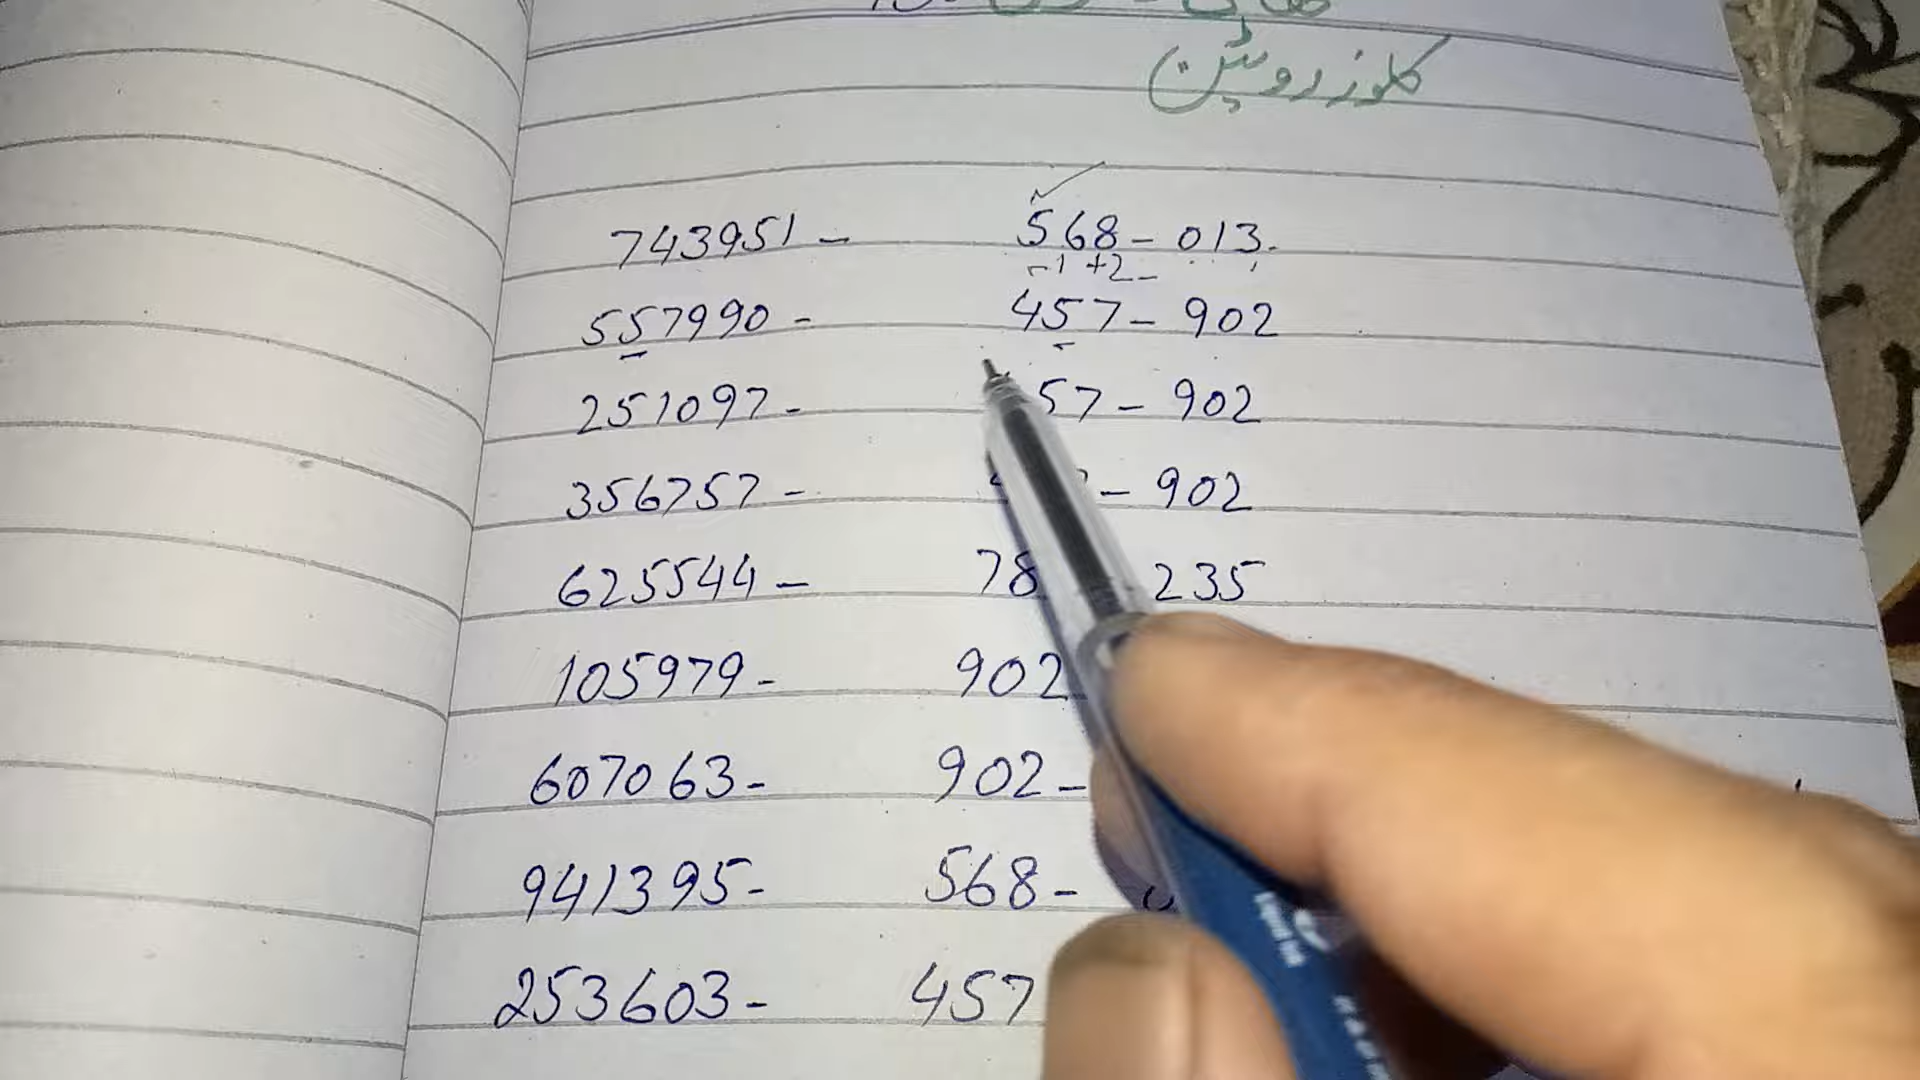 کلوز روٹین
743951 - 568 - 013.
-1 +2 -
557990 - 457 - 902
251097 - 57 - 902
356757 - - 902
625544 - 78 235
105979 - 902
607063 - 902 -
941395 - 568 -
253603 - 457